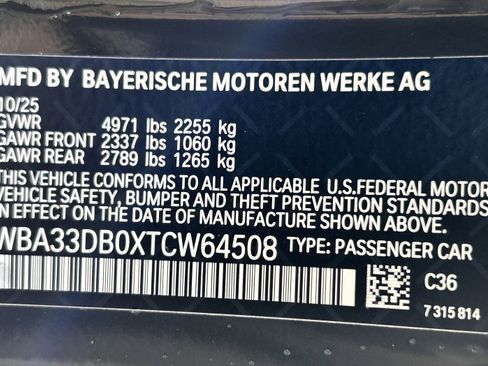 MFD BY BAYERISCHE MOTOREN WERKE AG
10/25
GVWR 4971 lbs 2255 kg
GAWR FRONT 2337 lbs 1060 kg
GAWR REAR 2789 lbs 1265 kg
THIS VEHICLE CONFORMS TO ALL APPLICABLE U.S.FEDERAL MOTOR
VEHICLE SAFETY, BUMPER AND THEFT PREVENTION STANDARDS
IN EFFECT ON THE DATE OF MANUFACTURE SHOWN ABOVE.
WBA33DB0XTCW64508 TYPE: PASSENGER CAR
C36
7 315 814